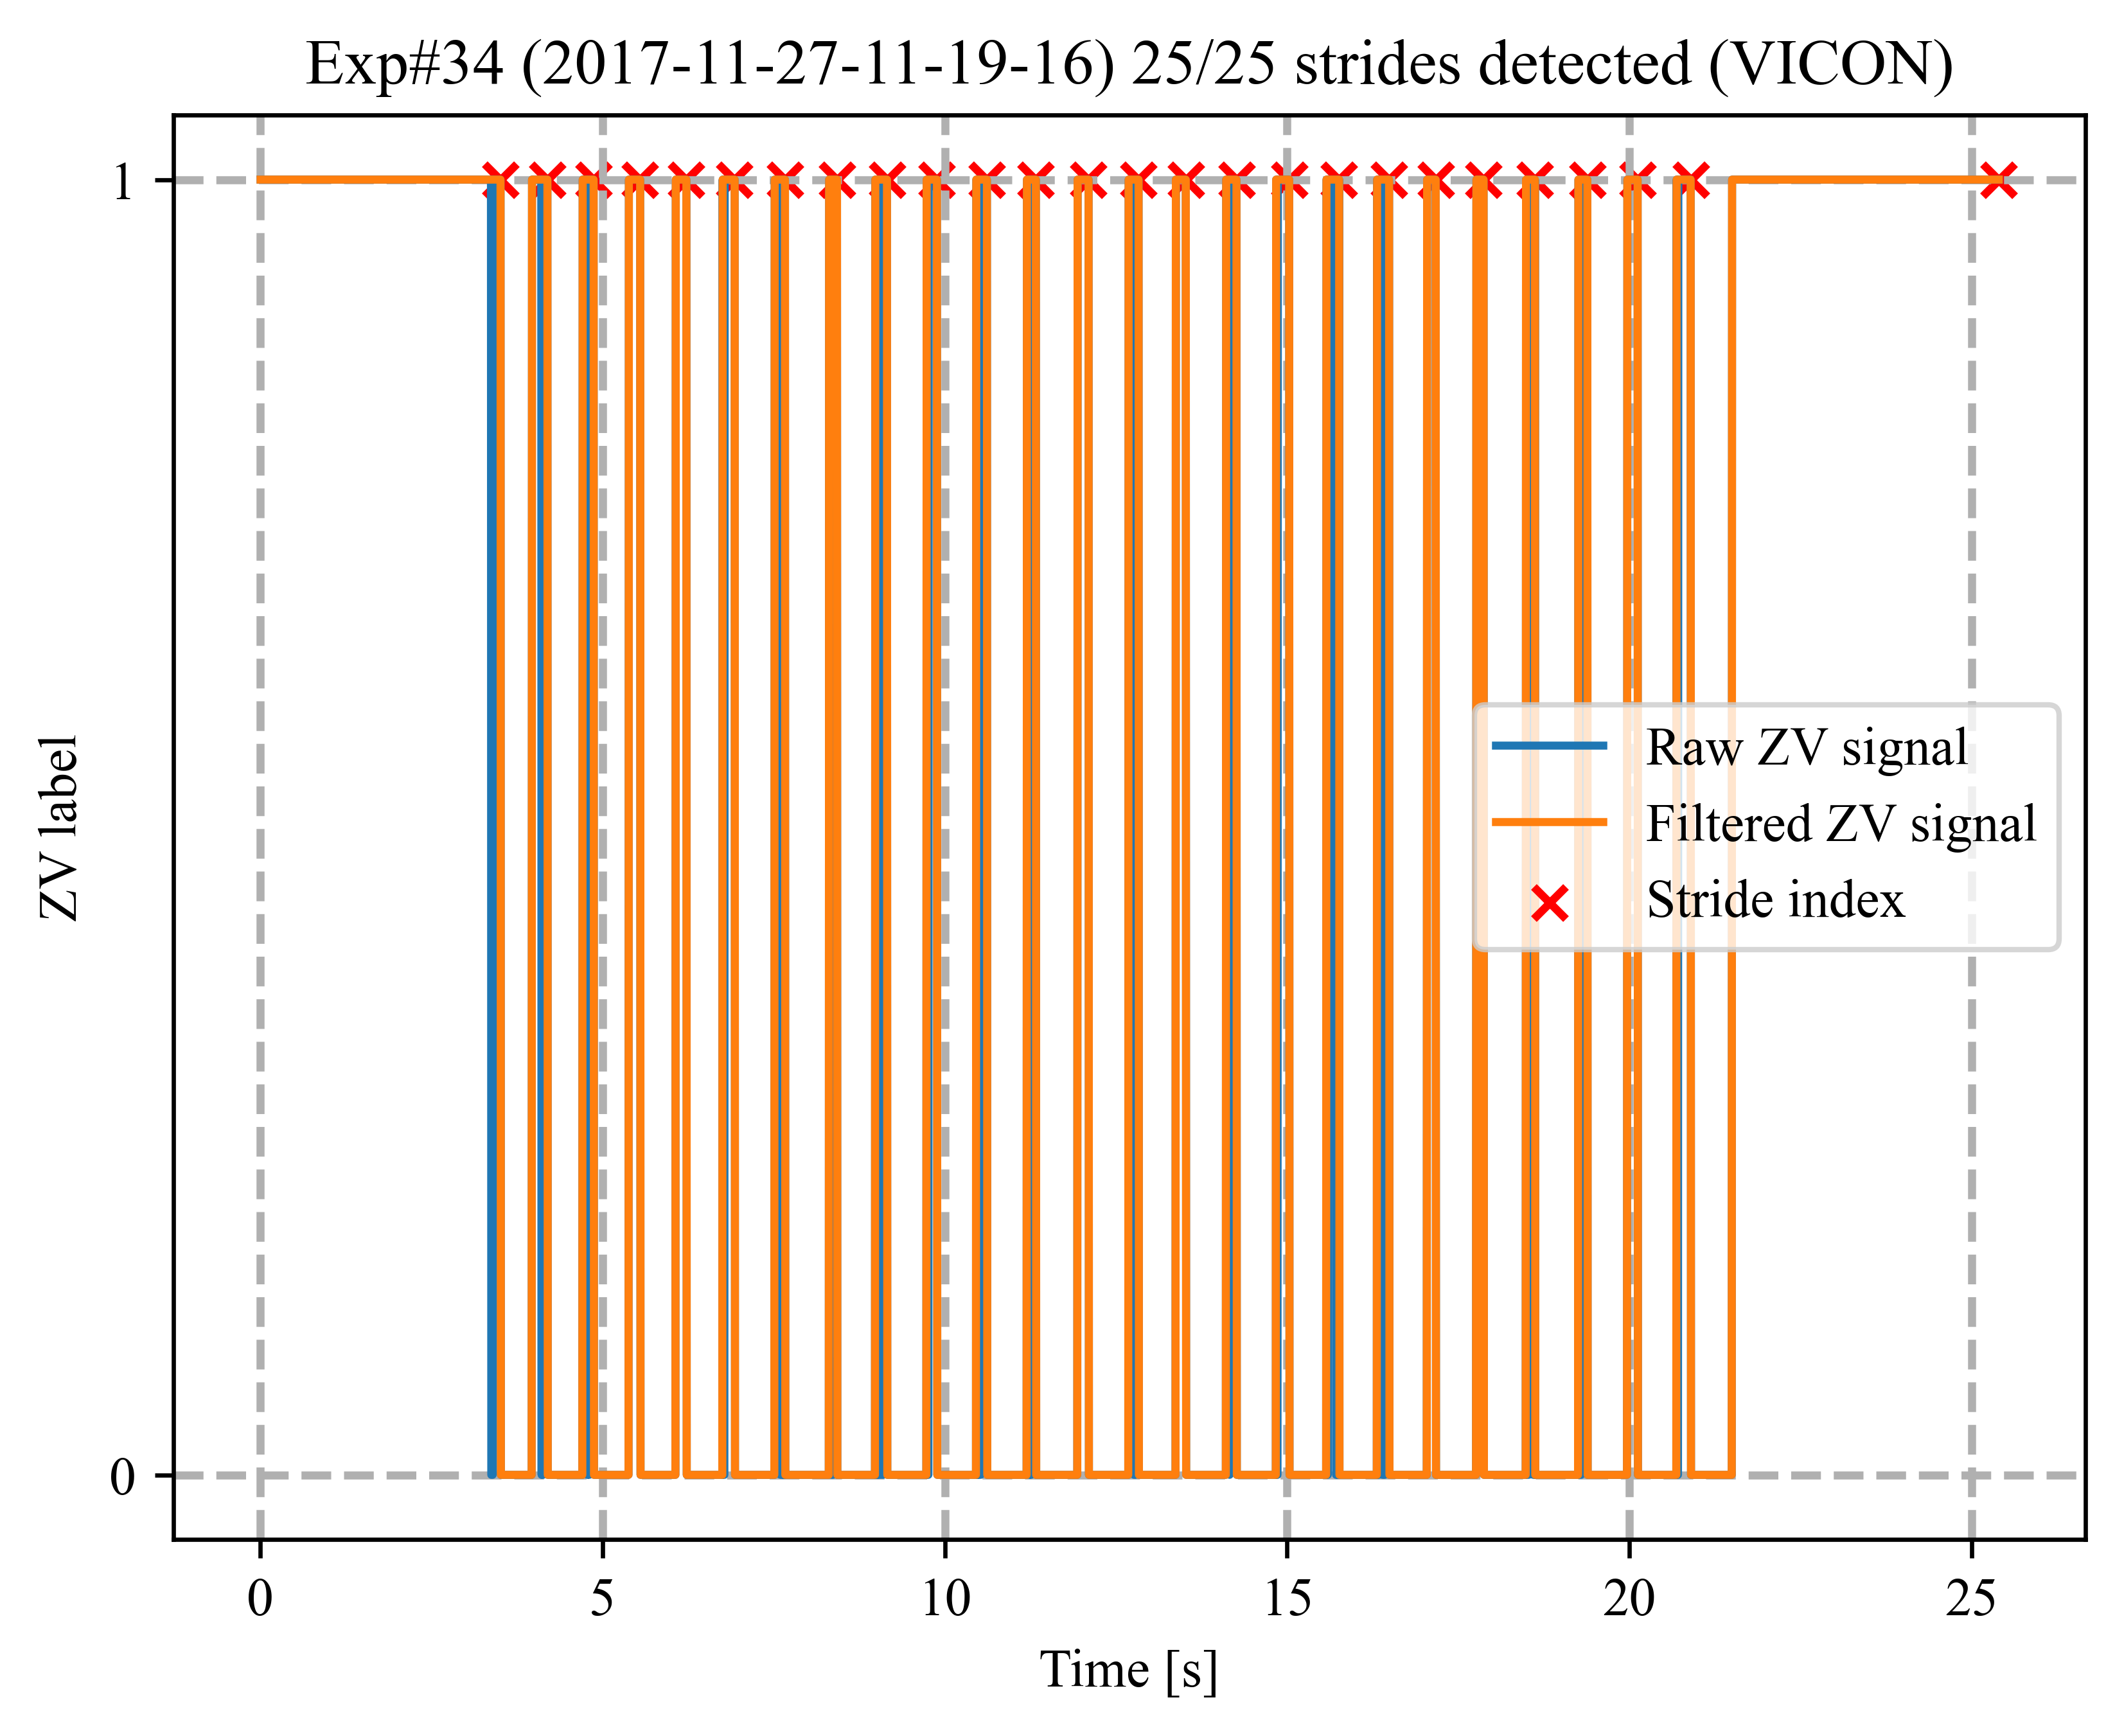 Exp#34 (2017-11-27-11-19-16) 25/25 strides detected (VICON)
1
ZV label
Raw ZV signal
Filtered ZV signal
Stride index
0
0 5 10 15 20 25
Time [s]